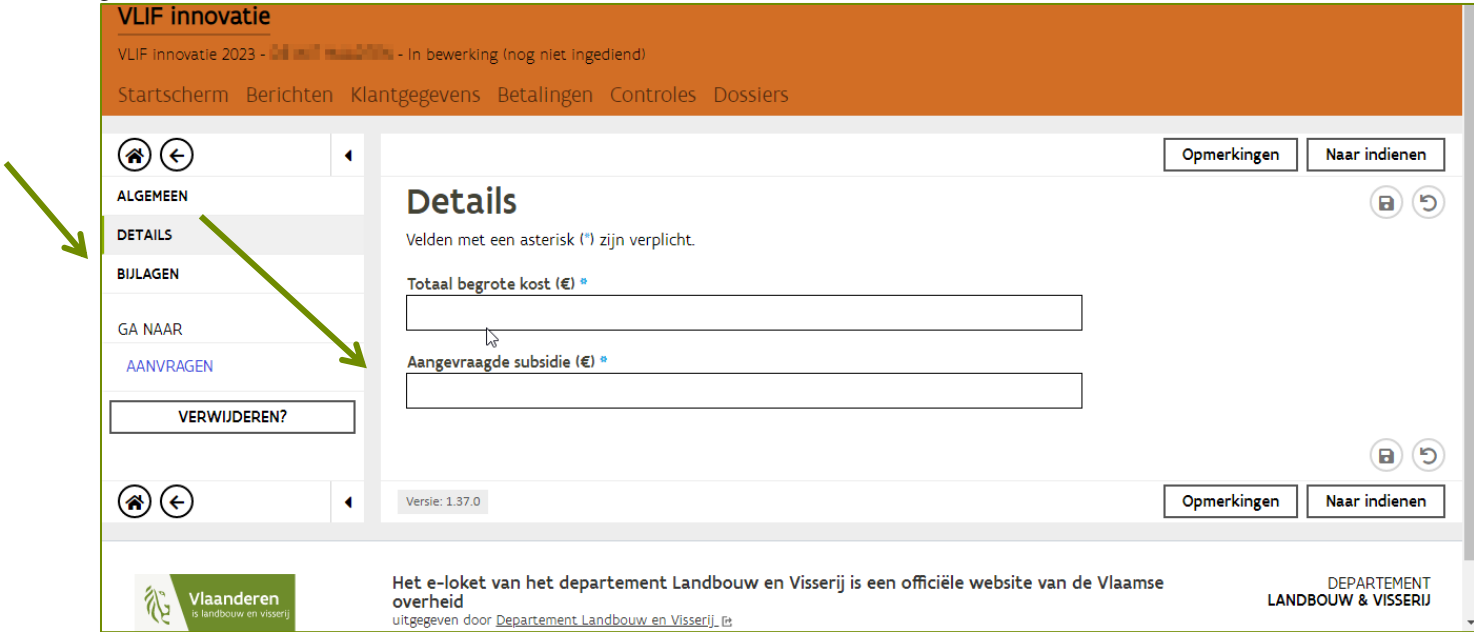 VLIF innovatie
VLIF innovatie 2023 - - In bewerking (nog niet ingediend)
Startscherm Berichten Klantgegevens Betalingen Controles Dossiers
Opmerkingen Naar indienen
ALGEMEEN
DETAILS
BIJLAGEN
GA NAAR
AANVRAGEN
VERWIJDEREN?
Details
Velden met een asterisk (*) zijn verplicht.
Totaal begrote kost (€) *
Aangevraagde subsidie (€) *
Versie: 1.37.0
Opmerkingen Naar indienen
Vlaanderen
is landbouw en visserij
Het e-loket van het departement Landbouw en Visserij is een officiële website van de Vlaamse
overheid
uitgegeven door Departement Landbouw en Visserij
DEPARTEMENT
LANDBOUW & VISSERIJ